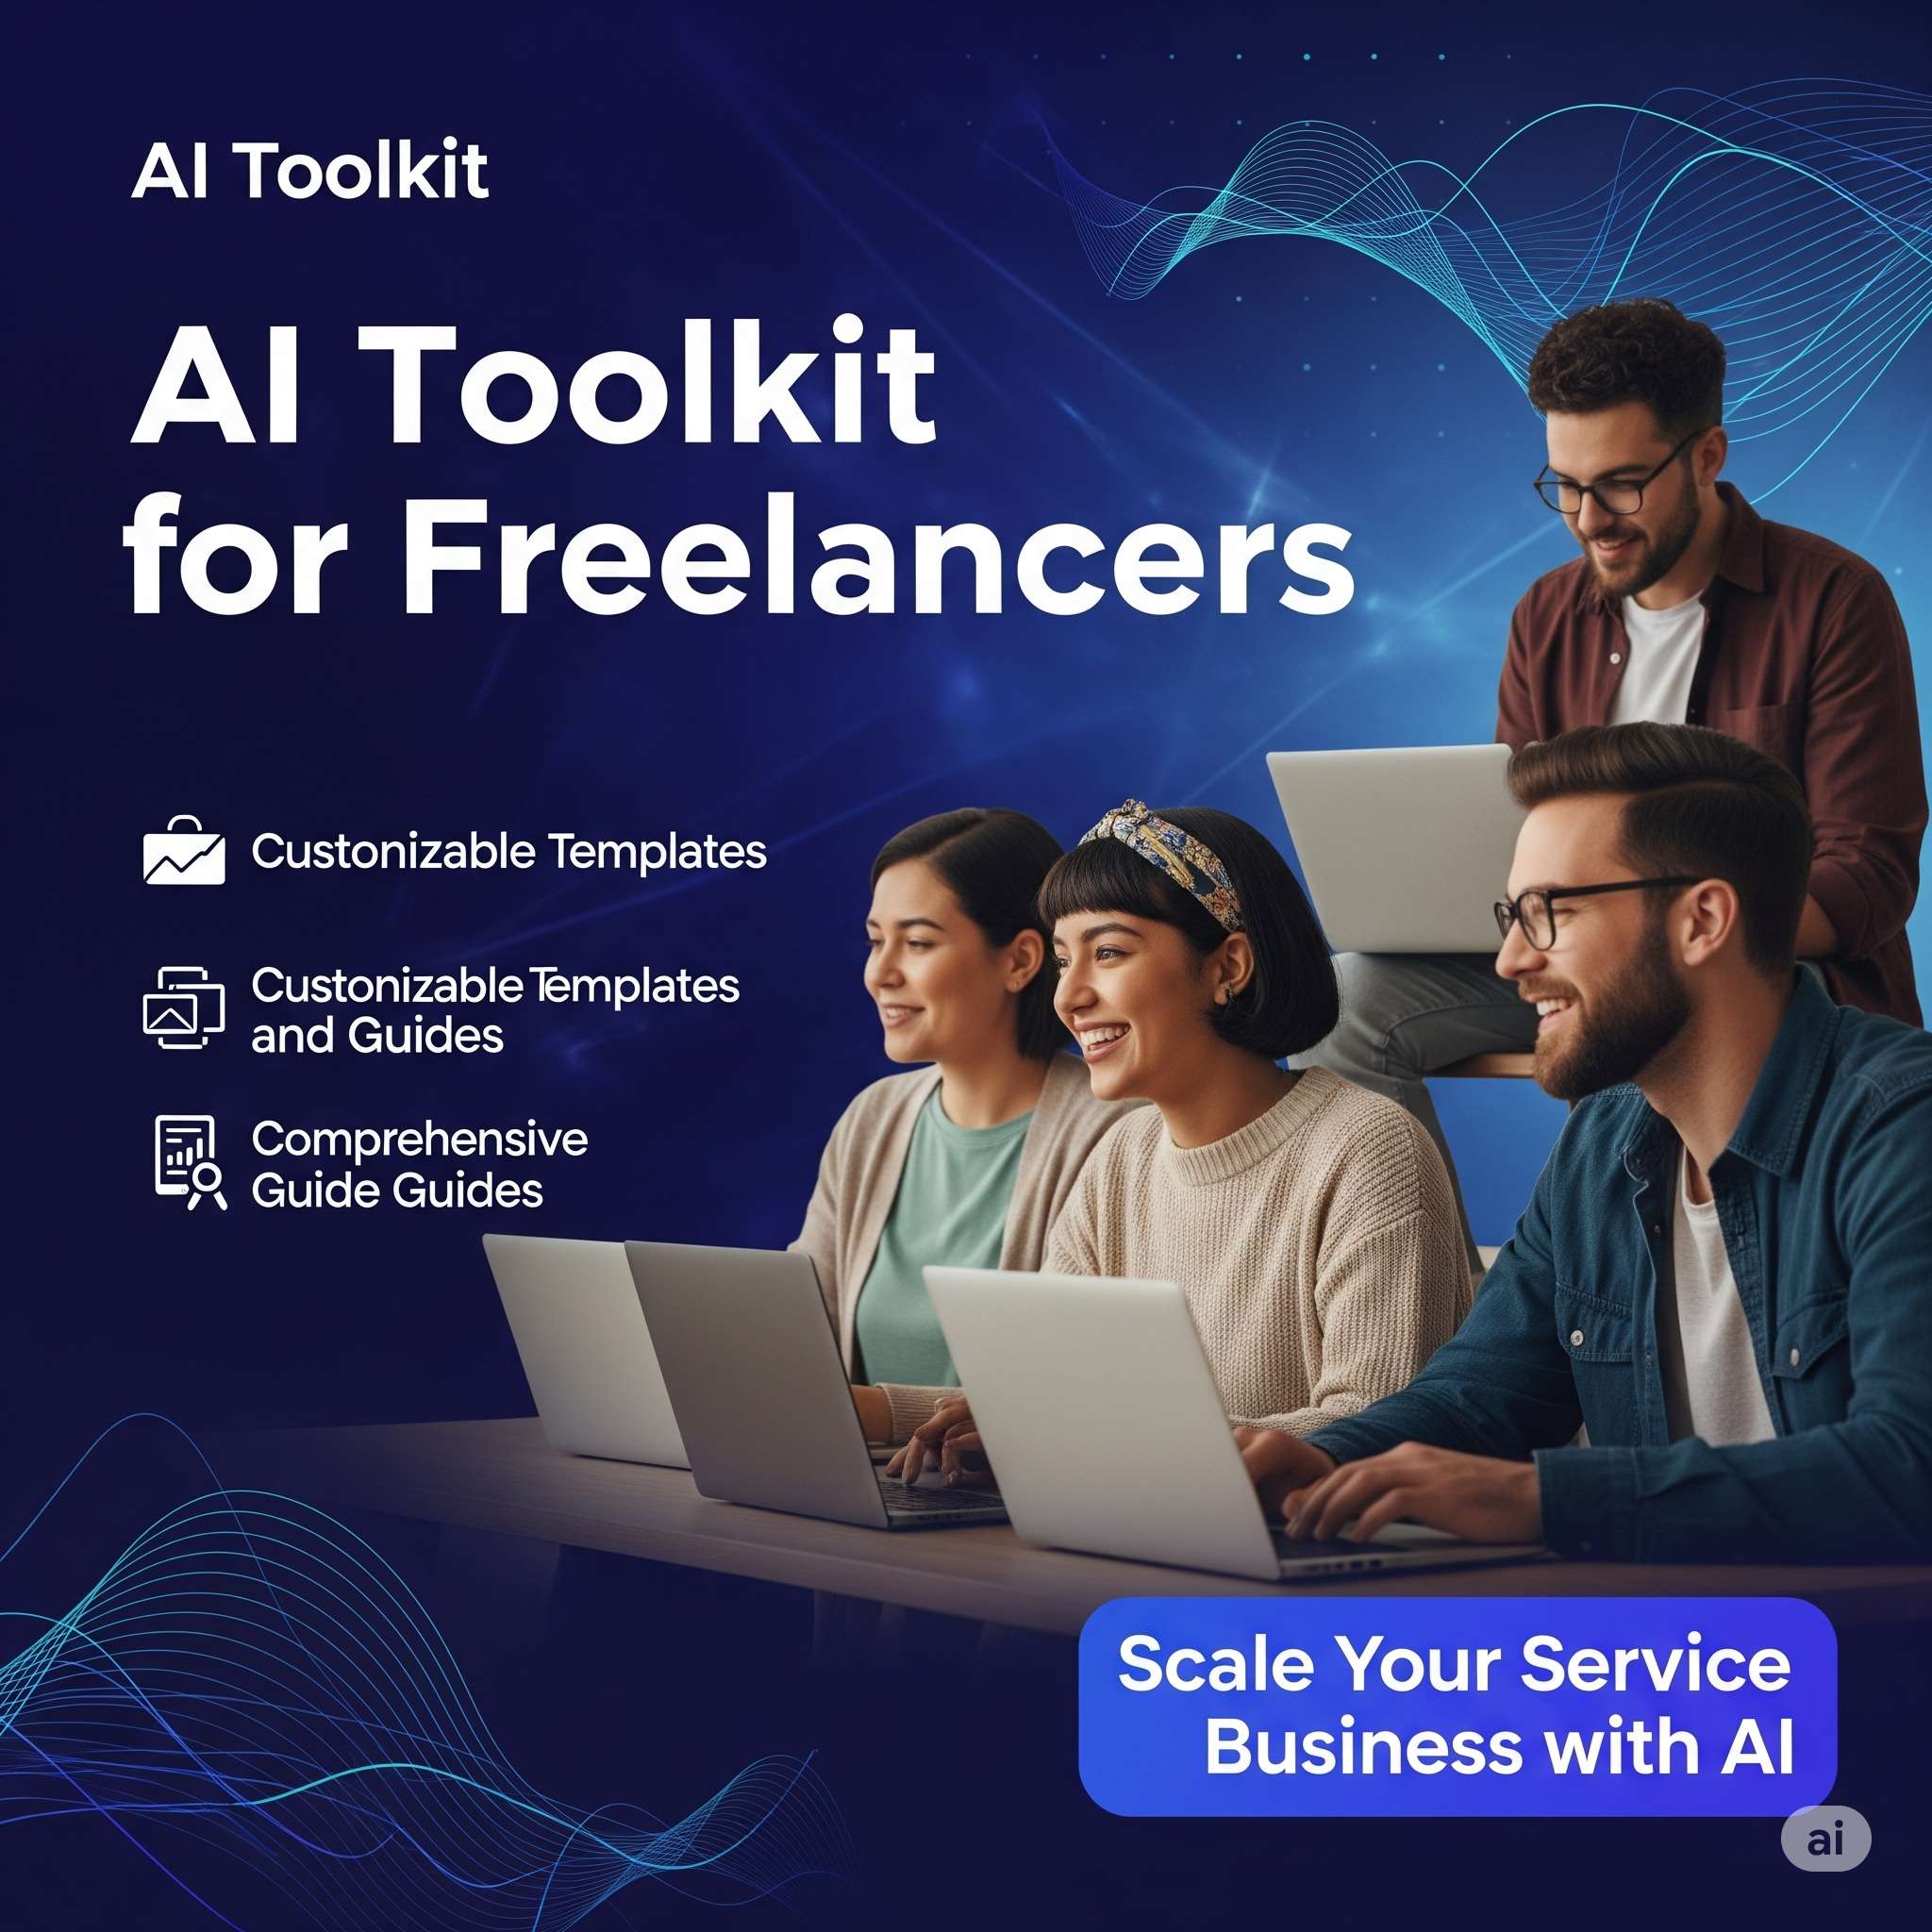 AI Toolkit
AI Toolkit
for Freelancers
Custonizable Templates
Custonizable Templates
and Guides
Comprehensive
Guide Guides
Scale Your Service
Business with AI
ai